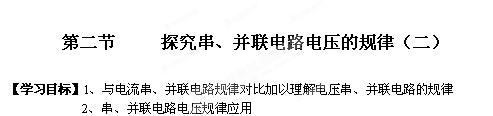 第二节 探究串、并联电路电压的规律（二）
【学习目标】1、与电流串、并联电路规律对比加以理解电压串、并联电路的规律
2、串、并联电路电压规律应用